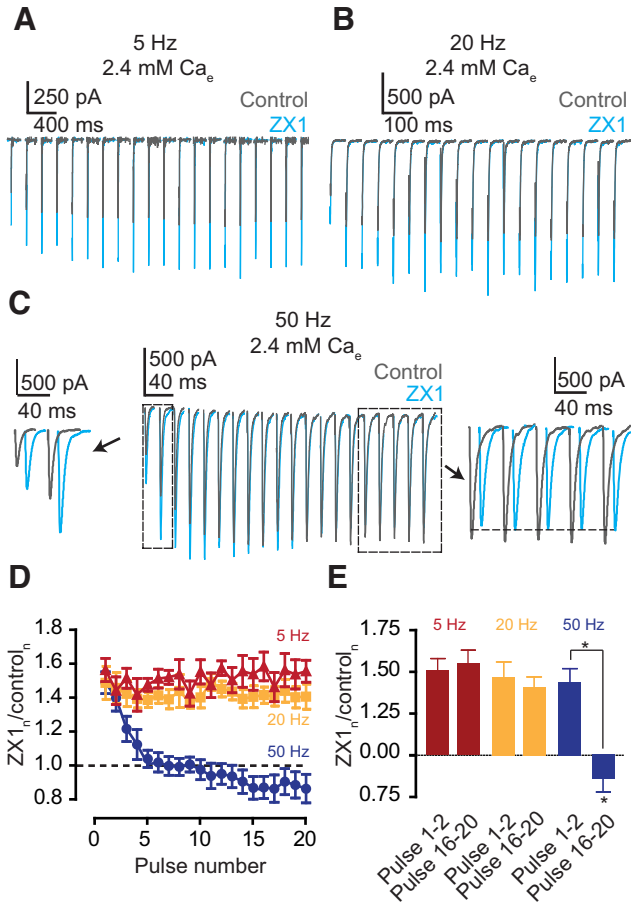 A
5 Hz
2.4 mM Cae
250 pA
400 ms
Control
ZX1
B
20 Hz
2.4 mM Cae
500 pA
100 ms
Control
ZX1
C
50 Hz
2.4 mM Cae
500 pA
40 ms
500 pA
40 ms
Control
ZX1
500 pA
40 ms
D
ZX1n/controln
1.8
1.6
1.4
1.2
1.0
0.8
5 Hz
20 Hz
50 Hz
0 5 10 15 20
Pulse number
E
ZX1n/controln
1.75
1.50
1.25
0.00
0.75
5 Hz
20 Hz
50 Hz
*
*
Pulse 1-2
Pulse 16-20
Pulse 1-2
Pulse 16-20
Pulse 1-2
Pulse 16-20